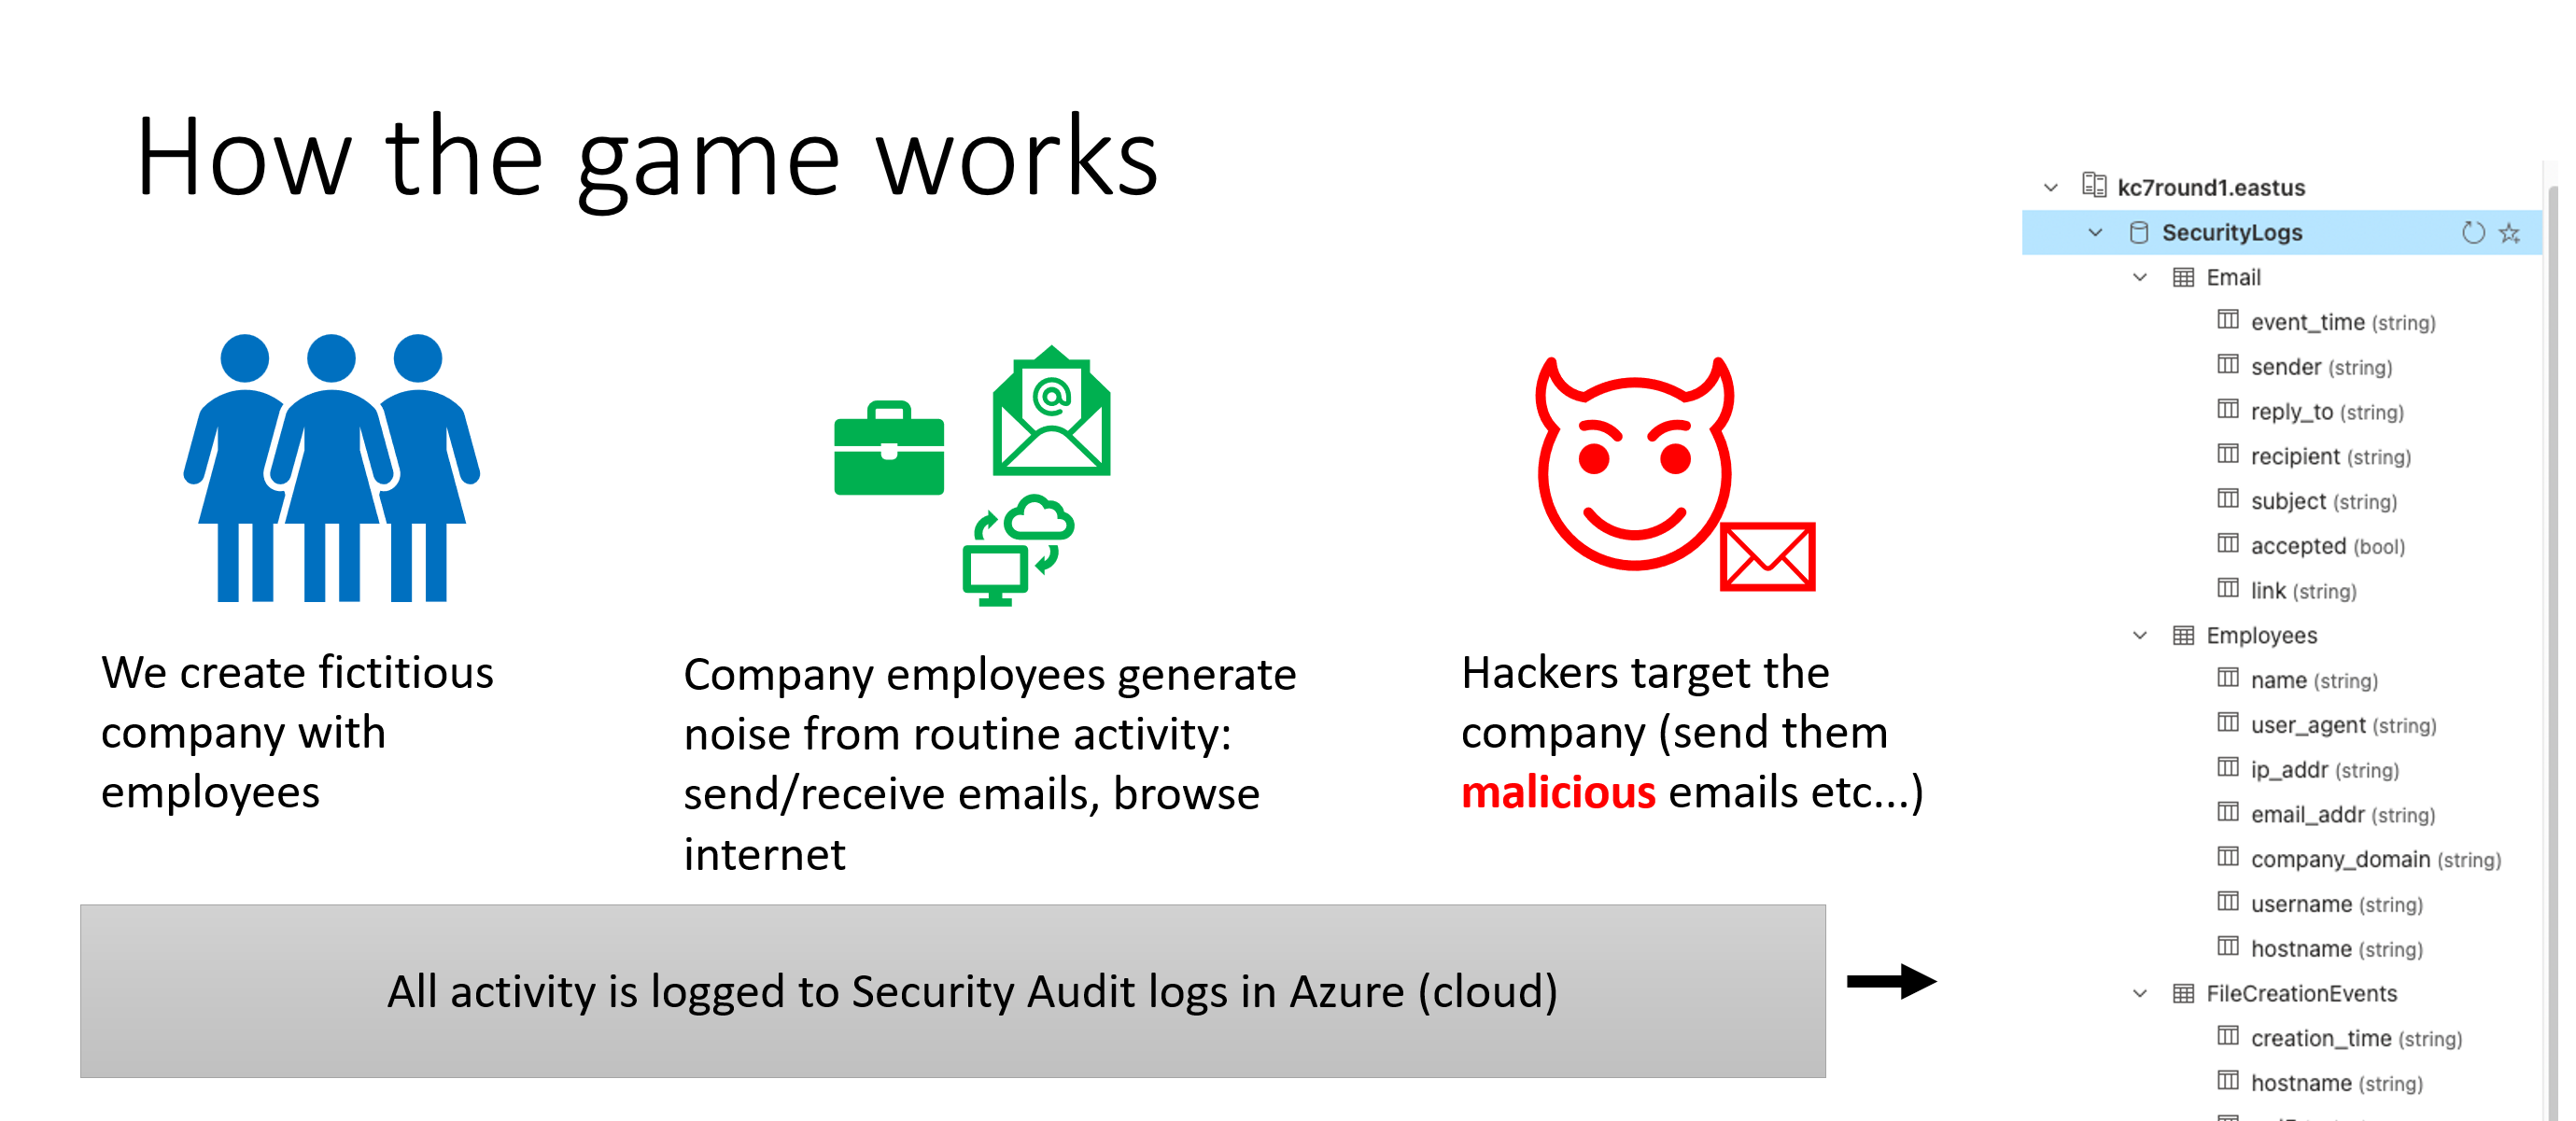 How the game works
We create fictitious
company with
employees
Company employees generate
noise from routine activity:
send/receive emails, browse
internet
Hackers target the
company (send them
malicious emails etc...)
All activity is logged to Security Audit logs in Azure (cloud)
kc7round1.eastus
SecurityLogs
Email
event_time (string)
sender (string)
reply_to (string)
recipient (string)
subject (string)
accepted (bool)
link (string)
Employees
name (string)
user_agent (string)
ip_addr (string)
email_addr (string)
company_domain (string)
username (string)
hostname (string)
FileCreationEvents
creation_time (string)
hostname (string)